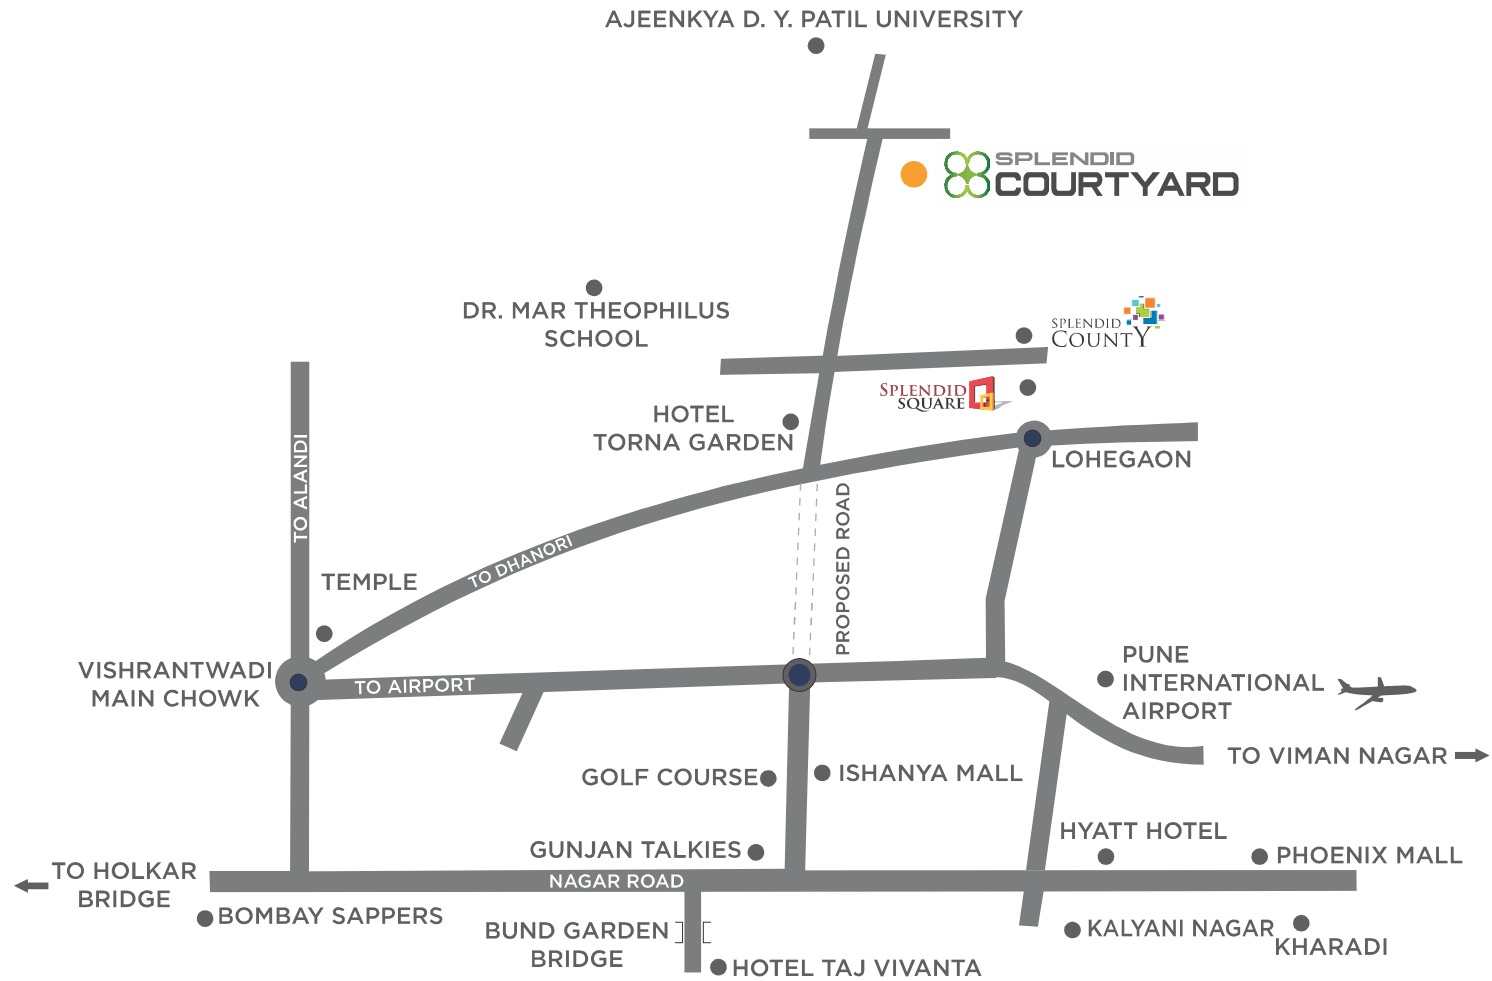 AJEENKYA D. Y. PATIL UNIVERSITY
SPLENDID
COURTYARD
DR. MAR THEOPHILUS
SCHOOL
SPLENDID
COUNTY
SPLENDID
SQUARE
HOTEL
TORNA GARDEN
LOHEGAON
TO ALANDI
TO DHANORI
PROPOSED ROAD
TEMPLE
VISHRANTWADI
MAIN CHOWK
TO AIRPORT
PUNE
INTERNATIONAL
AIRPORT
TO VIMAN NAGAR
GOLF COURSE
ISHANYA MALL
HYATT HOTEL
GUNJAN TALKIES
PHOENIX MALL
TO HOLKAR
BRIDGE
NAGAR ROAD
BOMBAY SAPPERS
BUND GARDEN
BRIDGE
KALYANI NAGAR
KHARADI
HOTEL TAJ VIVANTA